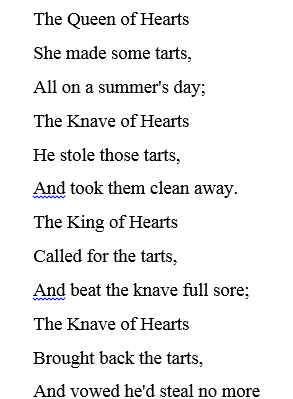 The Queen of Hearts
She made some tarts,
All on a summer's day;
The Knave of Hearts
He stole those tarts,
And took them clean away.
The King of Hearts
Called for the tarts,
And beat the knave full sore;
The Knave of Hearts
Brought back the tarts,
And vowed he'd steal no more